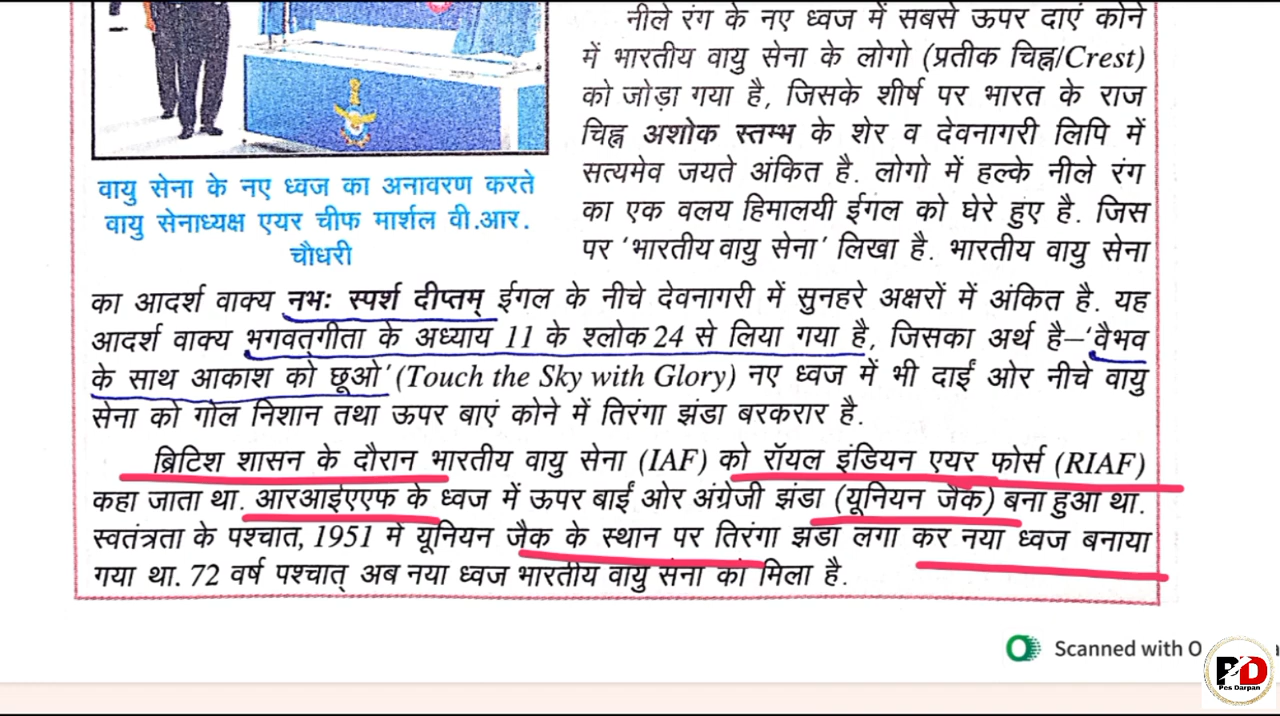 नीले रंग के नए ध्वज में सबसे ऊपर दाएं कोने
में भारतीय वायु सेना के लोगो (प्रतीक चिह्न/Crest)
को जोड़ा गया है, जिसके शीर्ष पर भारत के राज
चिह्न अशोक स्तम्भ के शेर व देवनागरी लिपि में
सत्यमेव जयते अंकित है. लोगो में हल्के नीले रंग
का एक वलय हिमालयी ईगल को घेरे हुए है. जिस
पर ‘भारतीय वायु सेना’ लिखा है. भारतीय वायु सेना
वायु सेना के नए ध्वज का अनावरण करते
वायु सेनाध्यक्ष एयर चीफ मार्शल वी.आर.
चौधरी
का आदर्श वाक्य नभः स्पर्श दीप्तम् ईगल के नीचे देवनागरी में सुनहरे अक्षरों में अंकित है. यह
आदर्श वाक्य भगवत्गीता के अध्याय 11 के श्लोक 24 से लिया गया है, जिसका अर्थ है–‘वैभव
के साथ आकाश को छूओ’ (Touch the Sky with Glory) नए ध्वज में भी दाईं ओर नीचे वायु
सेना को गोल निशान तथा ऊपर बाएं कोने में तिरंगा झंडा बरकरार है.
ब्रिटिश शासन के दौरान भारतीय वायु सेना (IAF) को रॉयल इंडियन एयर फोर्स (RIAF)
कहा जाता था. आरआईएएफ के ध्वज में ऊपर बाईं ओर अंग्रेजी झंडा (यूनियन जैक) बना हुआ था.
स्वतंत्रता के पश्चात, 1951 में यूनियन जैक के स्थान पर तिरंगा झंडा लगा कर नया ध्वज बनाया
गया था. 72 वर्ष पश्चात् अब नया ध्वज भारतीय वायु सेना को मिला है.
Scanned with O
PD
Pes Darpan